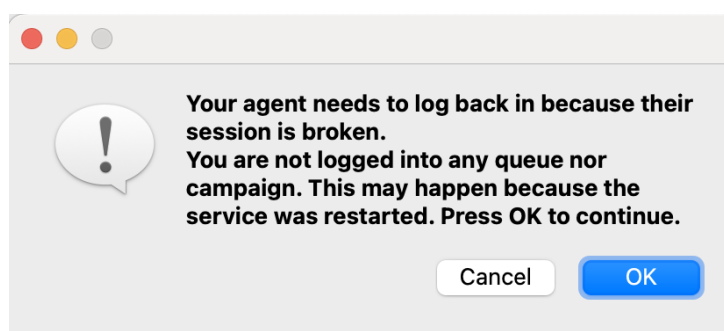 Your agent needs to log back in because their
session is broken.
You are not logged into any queue nor
campaign. This may happen because the
service was restarted. Press OK to continue.
Cancel
OK